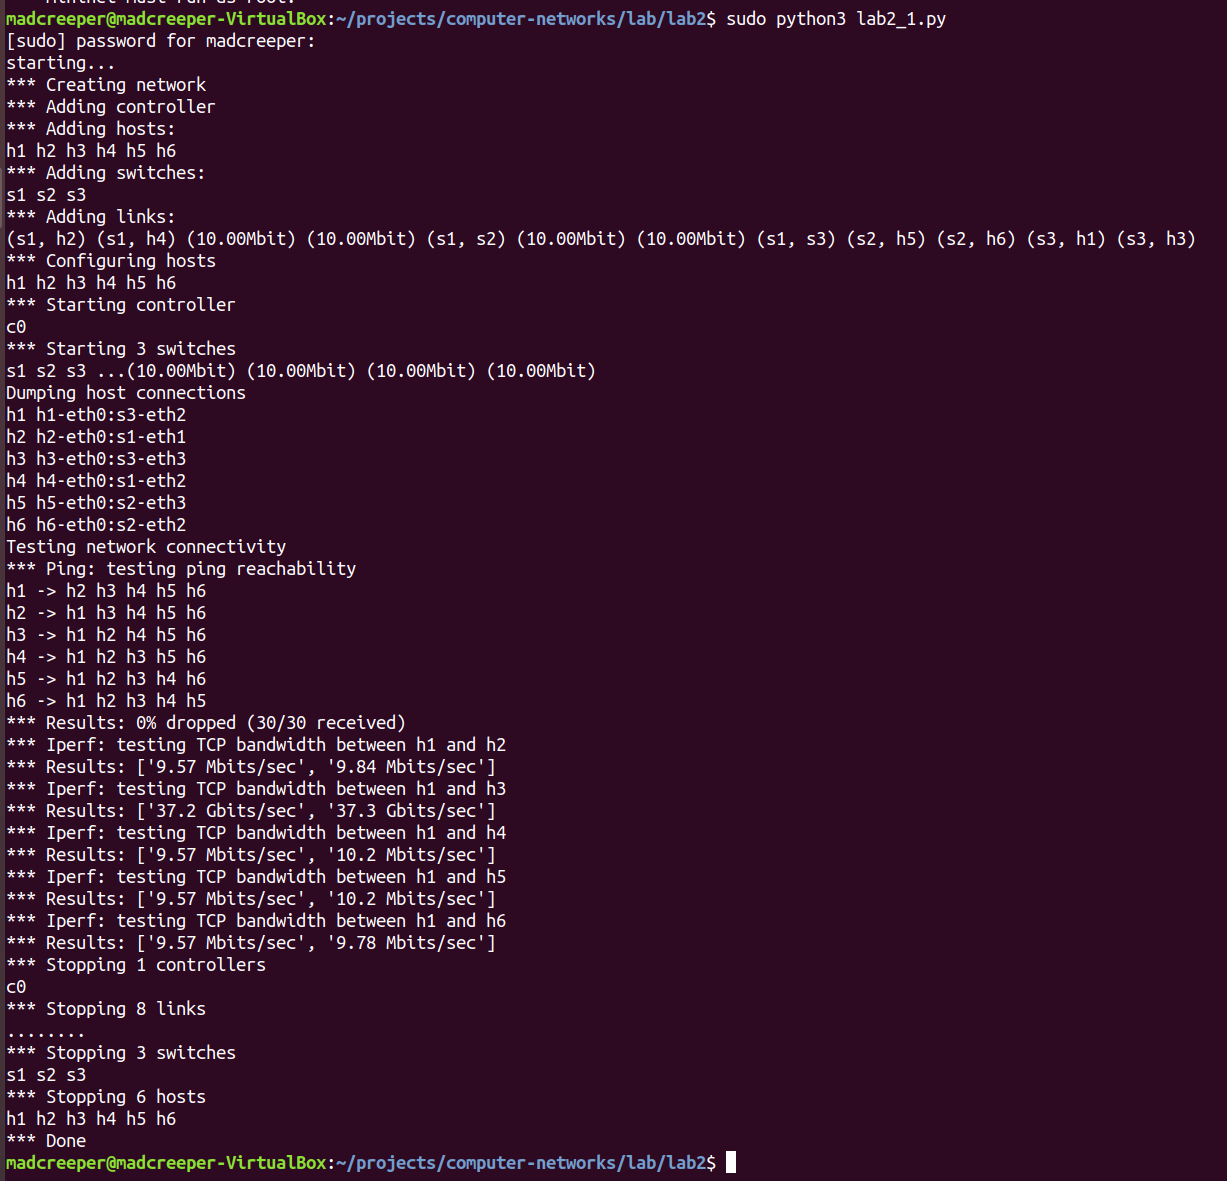 Mininet must run as root.
madcreeper@madcreeper-VirtualBox:~/projects/computer-networks/lab/lab2$ sudo python3 lab2_1.py
[sudo] password for madcreeper:
starting...
*** Creating network
*** Adding controller
*** Adding hosts:
h1 h2 h3 h4 h5 h6
*** Adding switches:
s1 s2 s3
*** Adding links:
(s1, h2) (s1, h4) (10.00Mbit) (10.00Mbit) (s1, s2) (10.00Mbit) (10.00Mbit) (s1, s3) (s2, h5) (s2, h6) (s3, h1) (s3, h3)
*** Configuring hosts
h1 h2 h3 h4 h5 h6
*** Starting controller
c0
*** Starting 3 switches
s1 s2 s3 ...(10.00Mbit) (10.00Mbit) (10.00Mbit) (10.00Mbit)
Dumping host connections
h1 h1-eth0:s3-eth2
h2 h2-eth0:s1-eth1
h3 h3-eth0:s3-eth3
h4 h4-eth0:s1-eth2
h5 h5-eth0:s2-eth3
h6 h6-eth0:s2-eth2
Testing network connectivity
*** Ping: testing ping reachability
h1 -> h2 h3 h4 h5 h6
h2 -> h1 h3 h4 h5 h6
h3 -> h1 h2 h4 h5 h6
h4 -> h1 h2 h3 h5 h6
h5 -> h1 h2 h3 h4 h6
h6 -> h1 h2 h3 h4 h5
*** Results: 0% dropped (30/30 received)
*** Iperf: testing TCP bandwidth between h1 and h2
*** Results: ['9.57 Mbits/sec', '9.84 Mbits/sec']
*** Iperf: testing TCP bandwidth between h1 and h3
*** Results: ['37.2 Gbits/sec', '37.3 Gbits/sec']
*** Iperf: testing TCP bandwidth between h1 and h4
*** Results: ['9.57 Mbits/sec', '10.2 Mbits/sec']
*** Iperf: testing TCP bandwidth between h1 and h5
*** Results: ['9.57 Mbits/sec', '10.2 Mbits/sec']
*** Iperf: testing TCP bandwidth between h1 and h6
*** Results: ['9.57 Mbits/sec', '9.78 Mbits/sec']
*** Stopping 1 controllers
c0
*** Stopping 8 links
........
*** Stopping 3 switches
s1 s2 s3
*** Stopping 6 hosts
h1 h2 h3 h4 h5 h6
*** Done
madcreeper@madcreeper-VirtualBox:~/projects/computer-networks/lab/lab2$